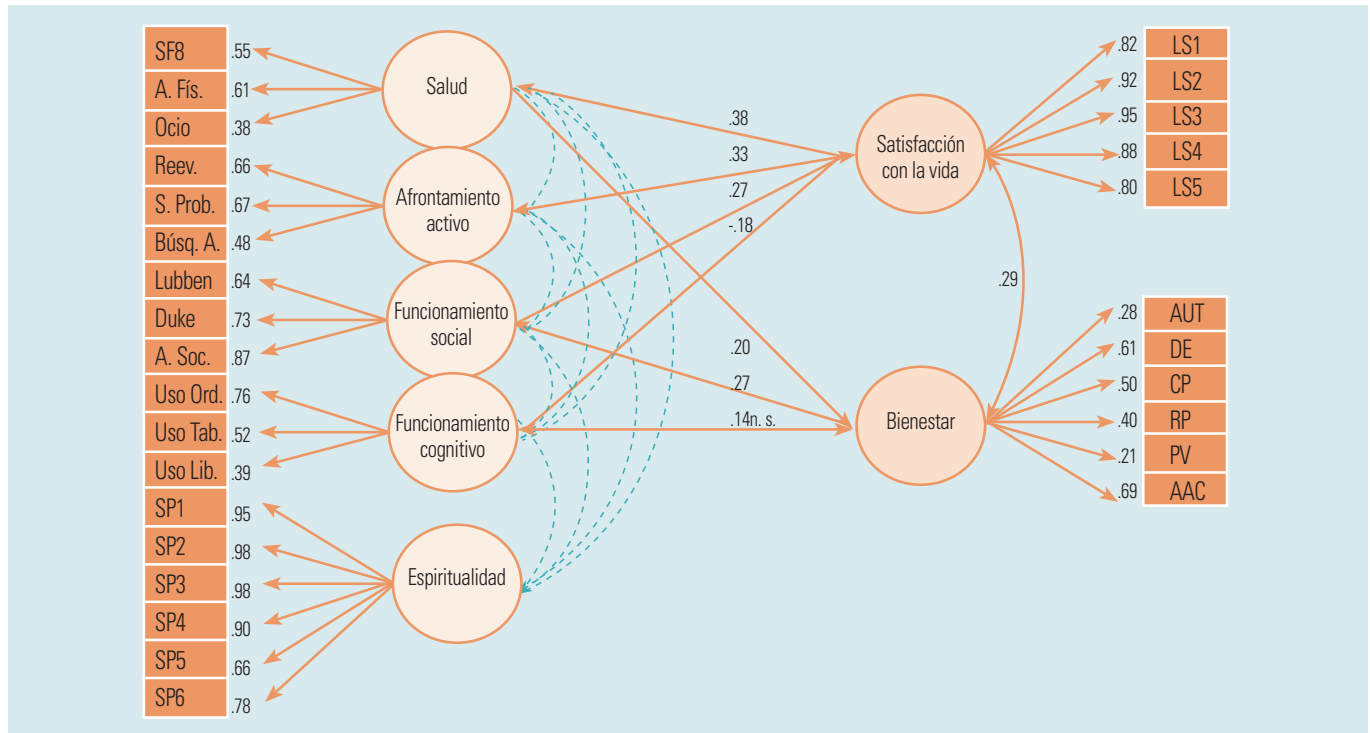 SF8 .55
A. Fís. .61
Ocio .38
Reev. .66
S. Prob. .67
Búsq. A. .48
Lubben .64
Duke .73
A. Soc. .87
Uso Ord. .76
Uso Tab. .52
Uso Lib. .39
SP1 .95
SP2 .98
SP3 .98
SP4 .90
SP5 .66
SP6 .78
Salud
Afrontamiento
activo
Funcionamiento
social
Funcionamiento
cognitivo
Espiritualidad
.38
.33
.27
-.18
.20
.27
.14n. s.
Satisfacción
con la vida
.29
Bienestar
.82 LS1
.92 LS2
.95 LS3
.88 LS4
.80 LS5
.28 AUT
.61 DE
.50 CP
.40 RP
.21 PV
.69 AAC